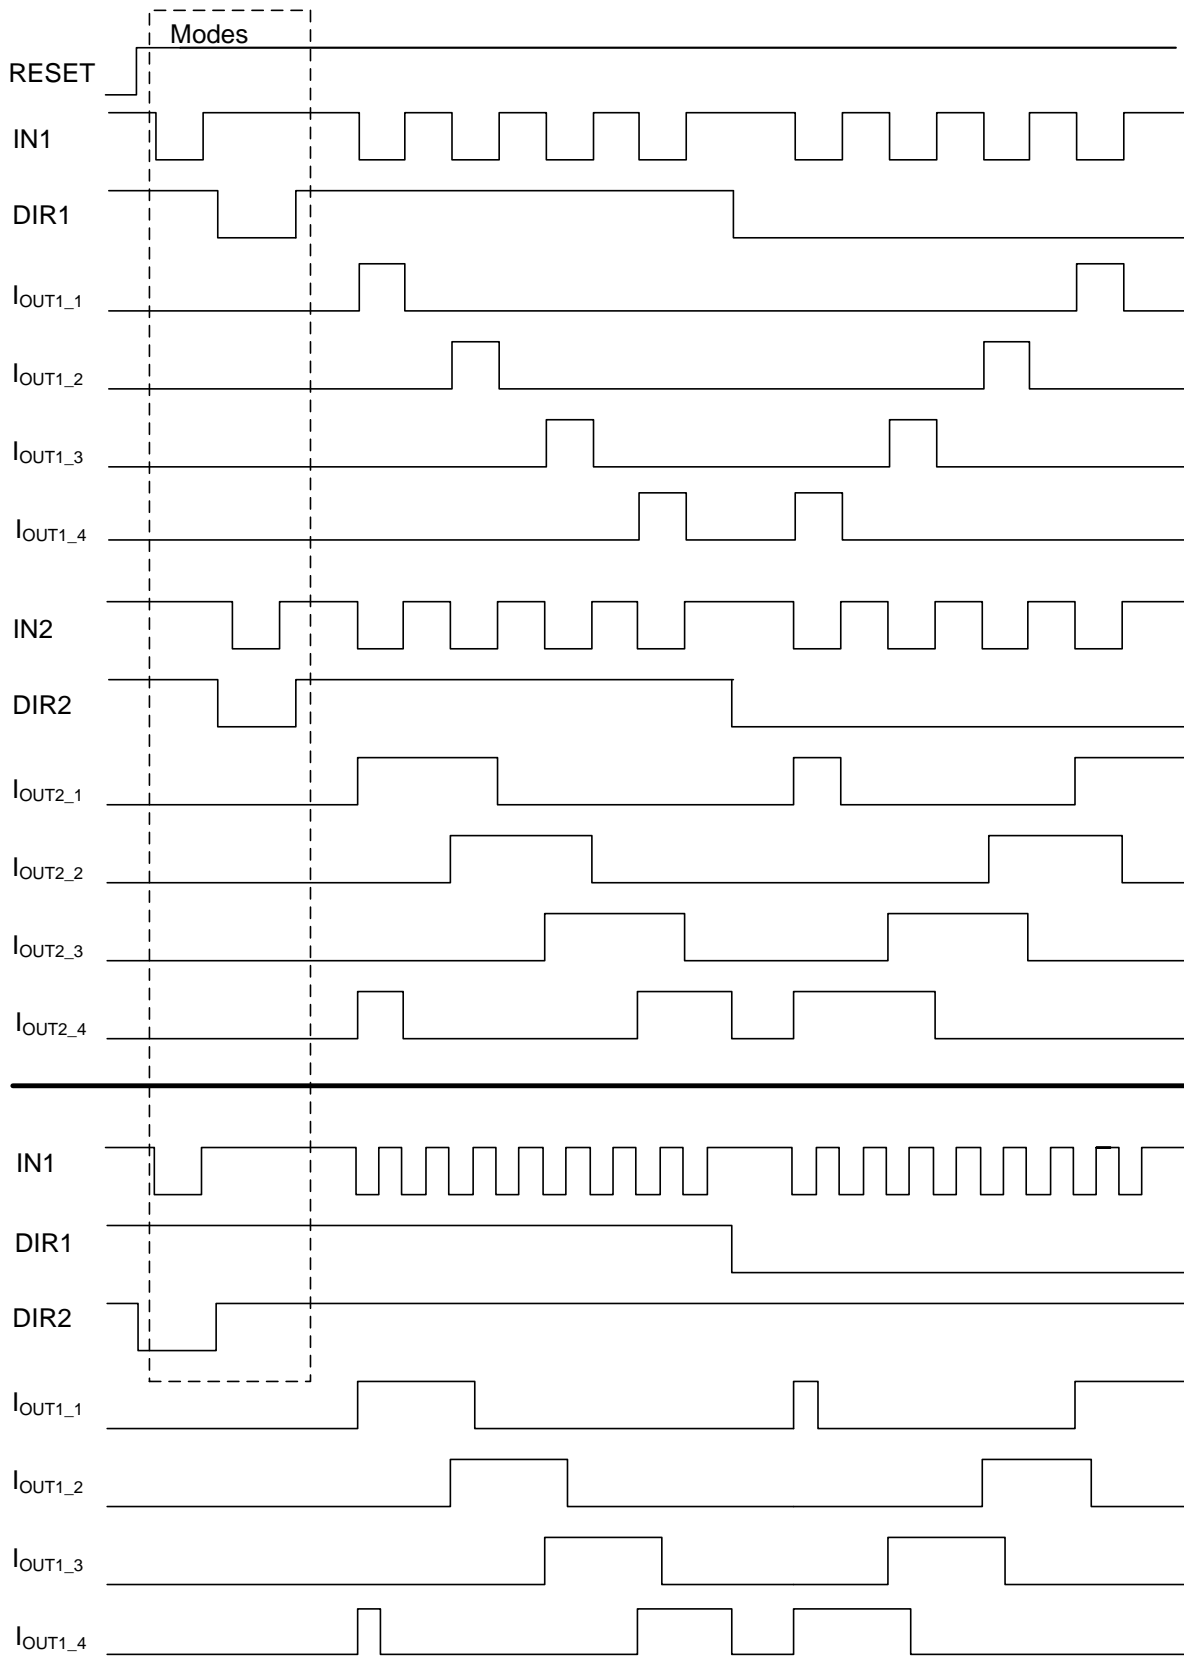 Modes
RESET
IN1
DIR1
IOUT1_1
IOUT1_2
IOUT1_3
IOUT1_4
IN2
DIR2
IOUT2_1
IOUT2_2
IOUT2_3
IOUT2_4
IN1
DIR1
DIR2
IOUT1_1
IOUT1_2
IOUT1_3
IOUT1_4